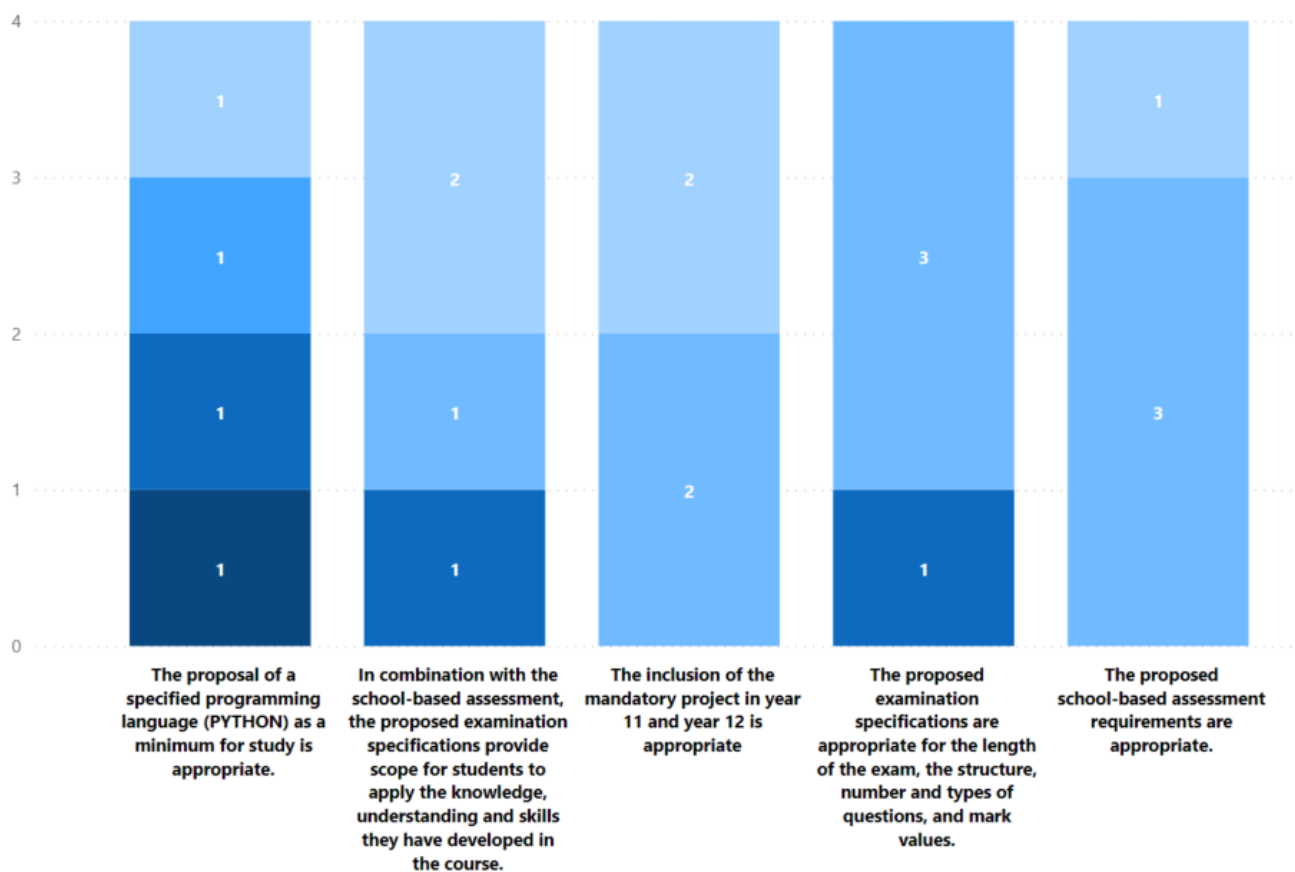 4
1
1
2
2
3
3
2
1
3
3
1
1
2
1
1
1
0
The proposal of a
specified programming
language (PYTHON) as a
minimum for study is
appropriate.
In combination with the
school-based assessment,
the proposed examination
specifications provide
scope for students to
apply the knowledge,
understanding and skills
they have developed in
the course.
The inclusion of the
mandatory project in year
11 and year 12 is
appropriate
The proposed
examination
specifications are
appropriate for the length
of the exam, the structure,
number and types of
questions, and mark
values.
The proposed
school-based assessment
requirements are
appropriate.